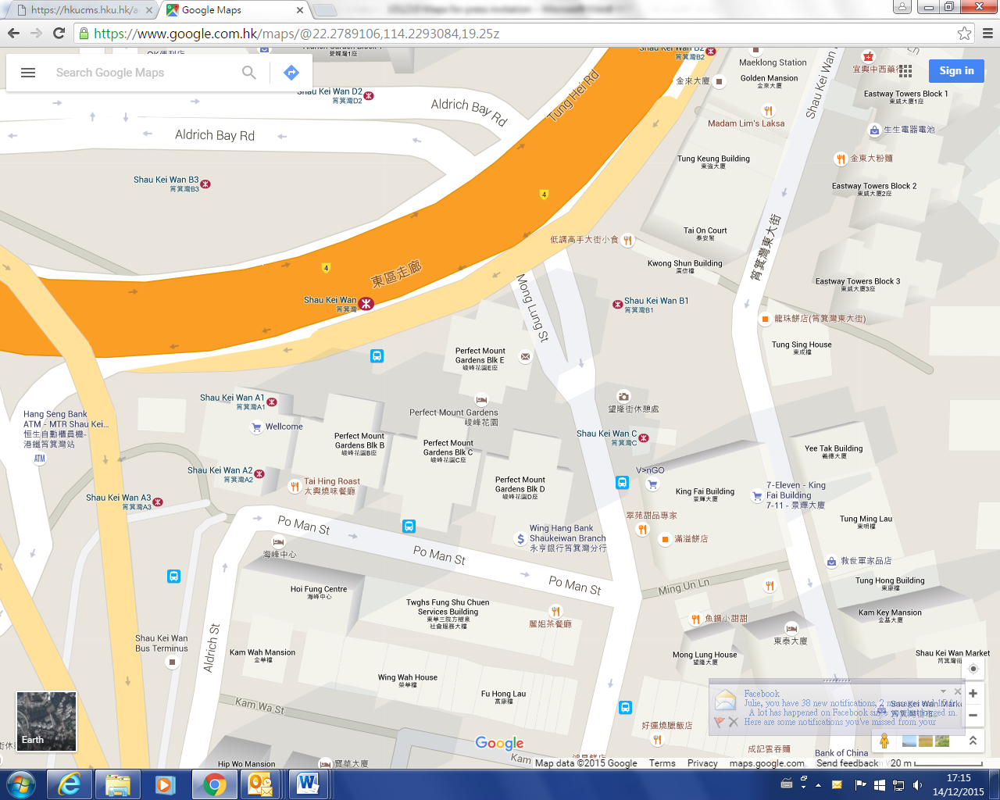 https://hkucms.hku.hk/a
Google Maps
https://www.google.com.hk/maps/@22.2789106,114.2293084,19.25z
Search Google Maps
Sign in
愛蝶灣1座
Shau Kei Wan B2
筲箕灣B2
Maeklong Station
Golden Mansion
金來大廈
金來大廈
宜興中西藥行
Shau Kei Wan D2
筲箕灣D2
Aldrich Bay Rd
Tung Hei Rd
Madam Lim's Laksa
Eastway Towers Block 1
東威大廈1座
生生電器電池
Aldrich Bay Rd
Tung Keung Building
東強大廈
金東大粉麵
Shau Kei Wan B3
筲箕灣B3
Eastway Towers Block 2
東威大廈2座
4
Tai On Court
泰安閣
低調高手大街小食
Kwong Shun Building
廣信樓
筲箕灣東大街
4
東區走廊
Eastway Towers Block 3
東威大廈3座
Shau Kei Wan
筲箕灣
Mong Lung St
Shau Kei Wan B1
筲箕灣B1
龍珠餅店(筲箕灣東大街)
Tung Sing House
東成樓
Perfect Mount
Gardens Blk E
峻峰花園E座
Shau Kei Wan A1
筲箕灣A1
Perfect Mount Gardens
峻峰花園
望隆街休憩處
Hang Seng Bank
ATM - MTR Shau Kei...
恒生自動櫃員機-
港鐵筲箕灣站
ATM
Wellcome
Perfect Mount
Gardens Blk B
峻峰花園B座
Perfect Mount
Gardens Blk C
峻峰花園C座
Shau Kei Wan C
筲箕灣C
Yee Tak Building
義德大廈
Shau Kei Wan A2
筲箕灣A2
Tai Hing Roast
太興燒味餐廳
Perfect Mount
Gardens Blk D
峻峰花園D座
V>nGO
King Fai Building
景輝大廈
7-Eleven - King
Fai Building
7-11 - 景輝大廈
Shau Kei Wan A3
筲箕灣A3
Po Man St
翠苑甜品專家
Tung Ming Lau
東明樓
Wing Hang Bank
Shaukeiwan Branch
永亨銀行筲箕灣分行
滿溢餅店
海峰中心
Po Man St
救世軍家品店
Hoi Fung Centre
海峰中心
Po Man St
Ming Un Ln
Tung Hong Building
東康樓
Twghs Fung Shu Chuen
Services Building
東華三院方樹泉
社會服務大樓
麗姐茶餐廳
魚鏡小甜甜
Kam Key Mansion
金基大廈
Shau Kei Wan
Bus Terminus
Aldrich St
Kam Wah Mansion
金華樓
東泰大廈
Mong Lung House
望隆大廈
Shau Kei Wan Market
Wing Wah House
榮華樓
Fu Hong Lau
富康樓
Kam Wa St
Facebook
Julie, you have 38 new notifications, 2
A lot has happened on Facebook since you last logged in.
Here are some notifications you've missed from your
Earth
好運燒臘飯店
成記雲吞麵
Google
Kam
Hip Wo Mansion
寶華大廈
Bank of China
Map data ©2015 Google
Terms
Privacy
maps.google.com
Send feedback
20 m
17:15
14/12/2015